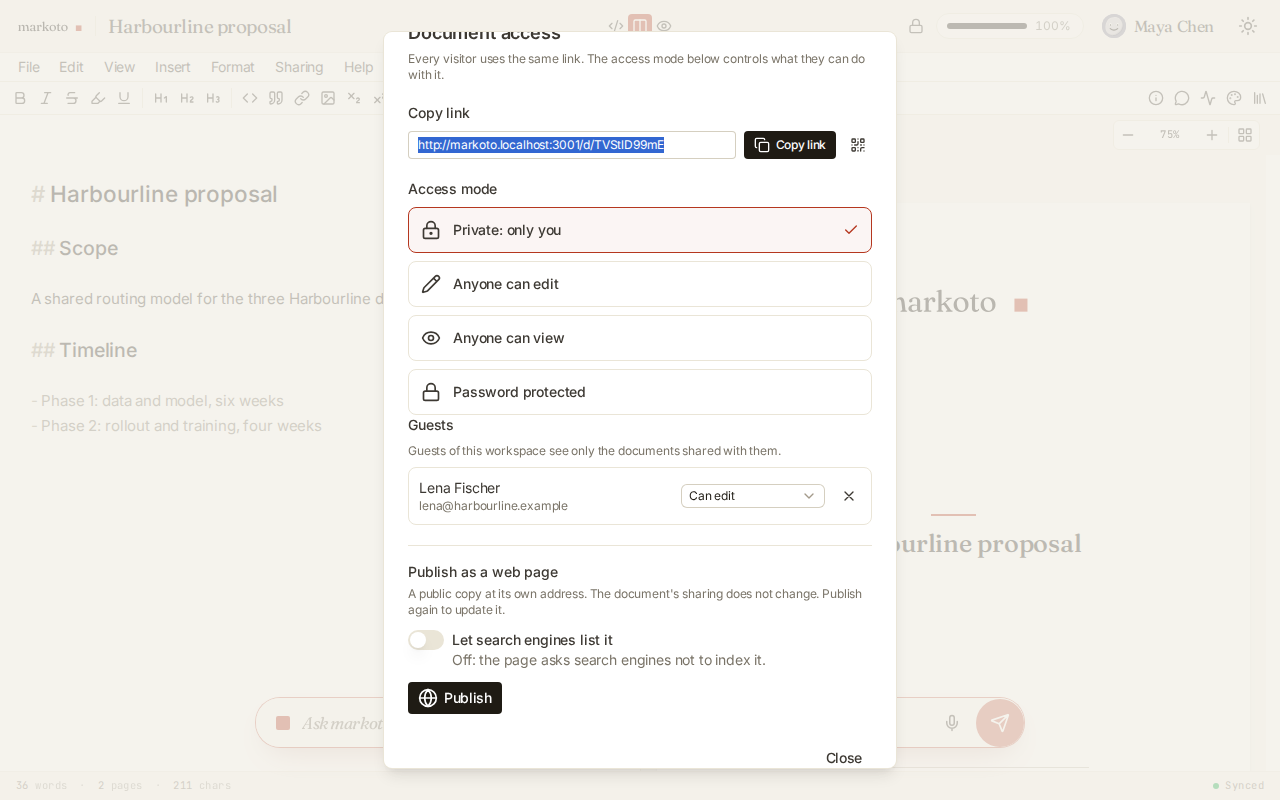 markoto
Harbourline proposal
100%
Maya Chen
File Edit View Insert Format Sharing Help
H1 H2 H3
75%
Document access
Every visitor uses the same link. The access mode below controls what they can do
with it.
Copy link
http://markoto.localhost:3001/d/TVStlD99mE
Copy link
Access mode
Private: only you
Anyone can edit
Anyone can view
Password protected
Guests
Guests of this workspace see only the documents shared with them.
Lena Fischer
lena@harbourline.example
Can edit
Publish as a web page
A public copy at its own address. The document's sharing does not change. Publish
again to update it.
Let search engines list it
Off: the page asks search engines not to index it.
Publish
Close
# Harbourline proposal
## Scope
A shared routing model for the three Harbourline d
## Timeline
- Phase 1: data and model, six weeks
- Phase 2: rollout and training, four weeks
narkoto
ourline proposal
Ask markot
36 words · 2 pages · 211 chars
Synced